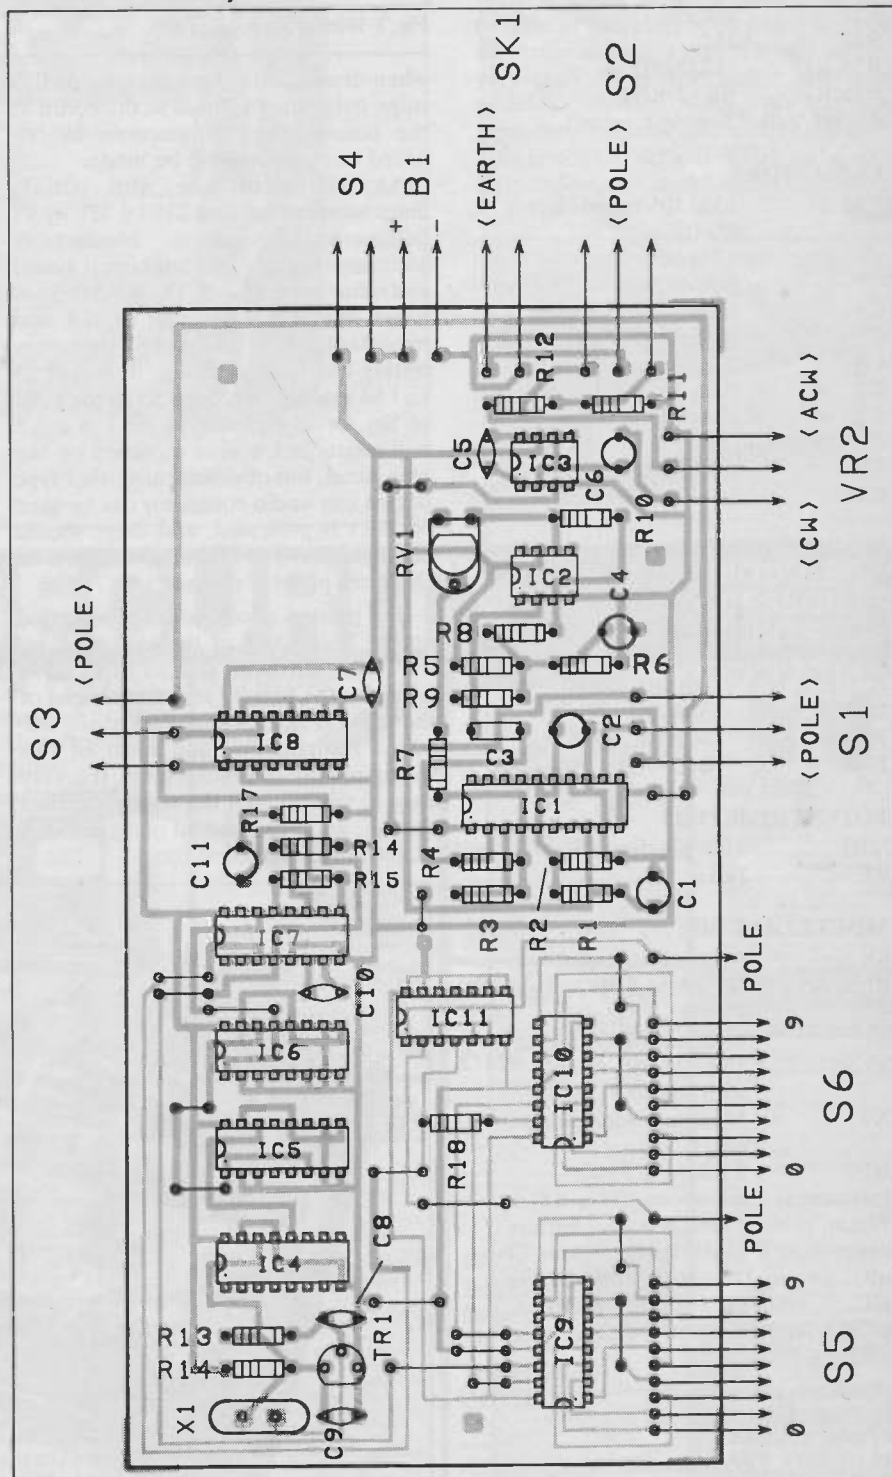 S4
+
B1
-
<EARTH>
SK1
<POLE>
S2
R12
R11
C5
IC3
C6
R10
<ACW>
VR2
<CW>
RV1
IC2
C4
R8
R5
R9
R6
S3
<POLE>
C7
IC8
R7
C3
C2
<POLE>
S1
IC1
R17
R14
R15
C11
R4
R3
R2
R1
C1
IC7
C10
IC11
IC10
POLE
9
S6
0
IC6
IC5
R18
IC4
C8
R13
R14
TR1
X1
C9
IC9
POLE
9
S5
0